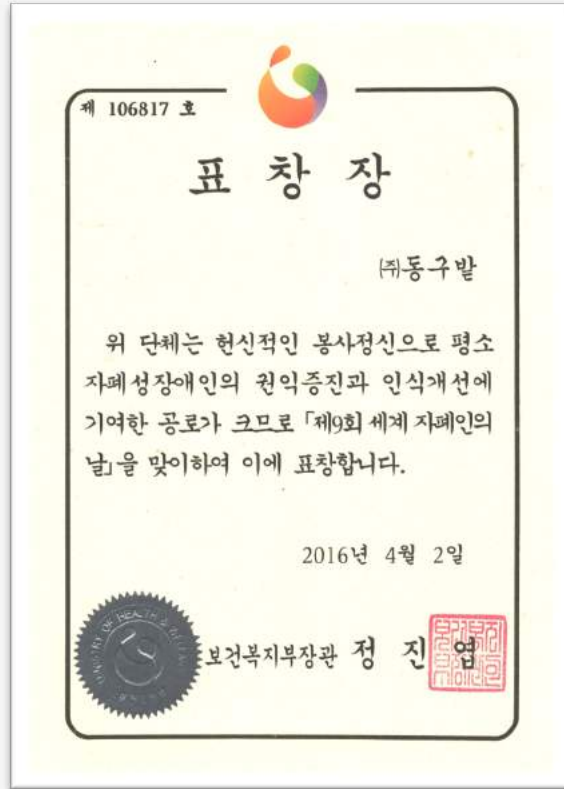 제 106817 호
표 창 장
㈜동구밭
위 단체는 헌신적인 봉사정신으로 평소
자폐성장애인의 권익증진과 인식개선에
기여한 공로가 크므로 「제9회 세계 자폐인의
날」을 맞이하여 이에 표창합니다.
2016년 4월 2일
보건복지부장관 정 진 엽
MINISTRY OF HEALTH & WELFARE